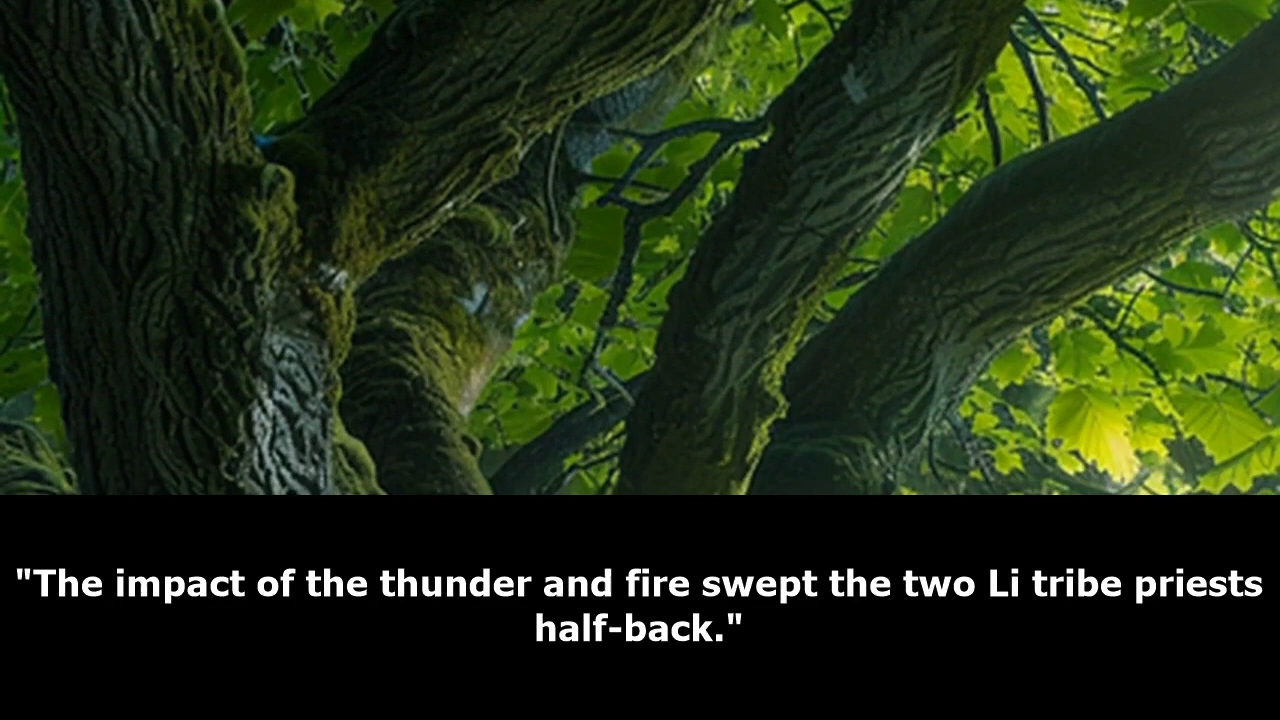 "The impact of the thunder and fire swept the two Li tribe priests
half-back."